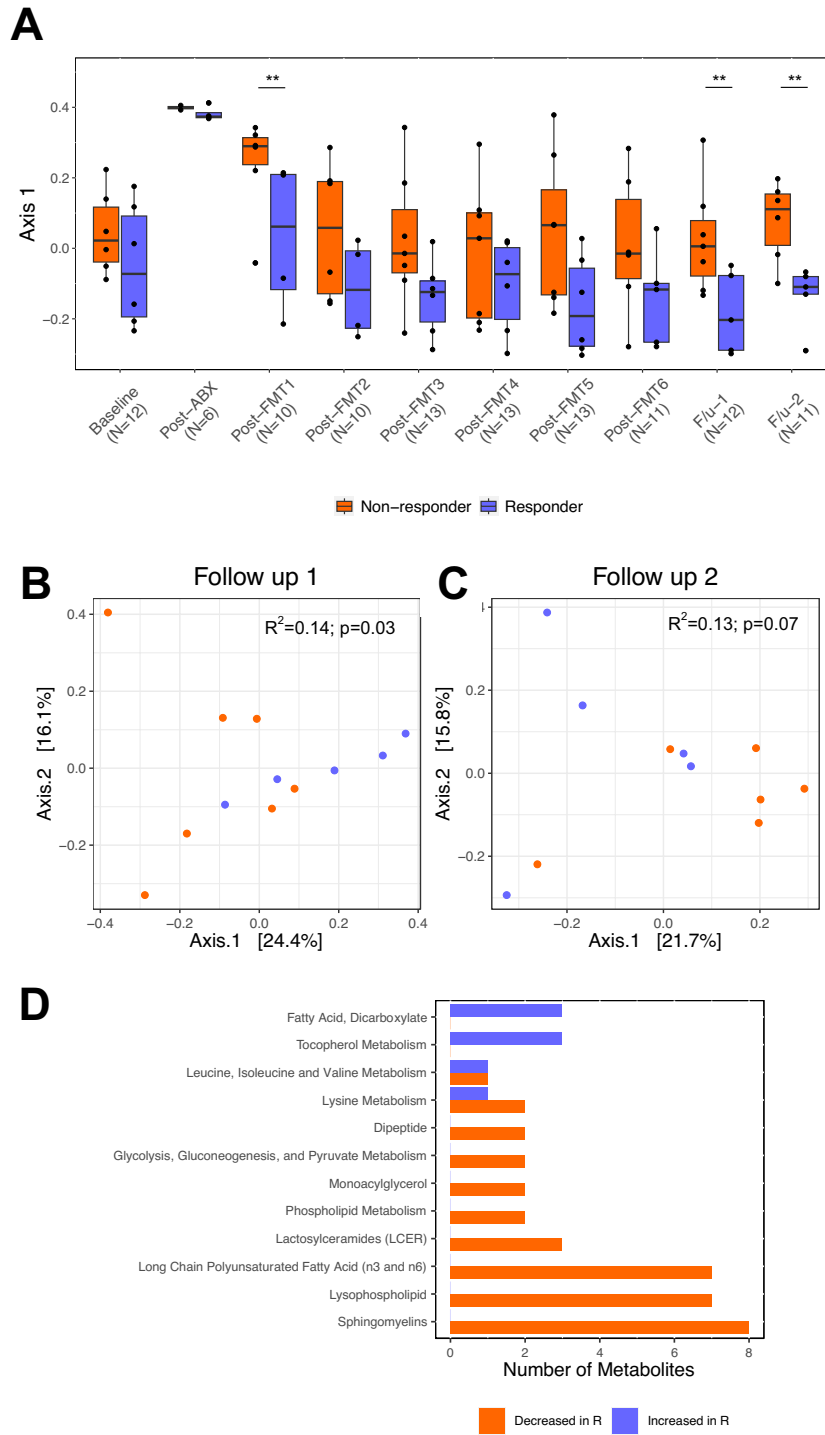 A
Axis 1
0.4
0.2
0.0
−0.2
**
**
**
Baseline
(N=12)
Post−ABX
(N=6)
Post−FMT1
(N=10)
Post−FMT2
(N=10)
Post−FMT3
(N=13)
Post−FMT4
(N=13)
Post−FMT5
(N=13)
Post−FMT6
(N=11)
F/u−1
(N=12)
F/u−2
(N=11)
Non−responder
Responder
B
Follow up 1
R²=0.14; p=0.03
Axis.2 [16.1%]
0.4
0.2
0.0
−0.2
−0.4
−0.2
0.0
0.2
0.4
Axis.1 [24.4%]
C
Follow up 2
R²=0.13; p=0.07
Axis.2 [15.8%]
0.2
0.0
−0.2
−0.2
0.0
0.2
Axis.1 [21.7%]
D
Fatty Acid, Dicarboxylate
Tocopherol Metabolism
Leucine, Isoleucine and Valine Metabolism
Lysine Metabolism
Dipeptide
Glycolysis, Gluconeogenesis, and Pyruvate Metabolism
Monoacylglycerol
Phospholipid Metabolism
Lactosylceramides (LCER)
Long Chain Polyunsaturated Fatty Acid (n3 and n6)
Lysophospholipid
Sphingomyelins
0
2
4
6
8
Number of Metabolites
Decreased in R
Increased in R